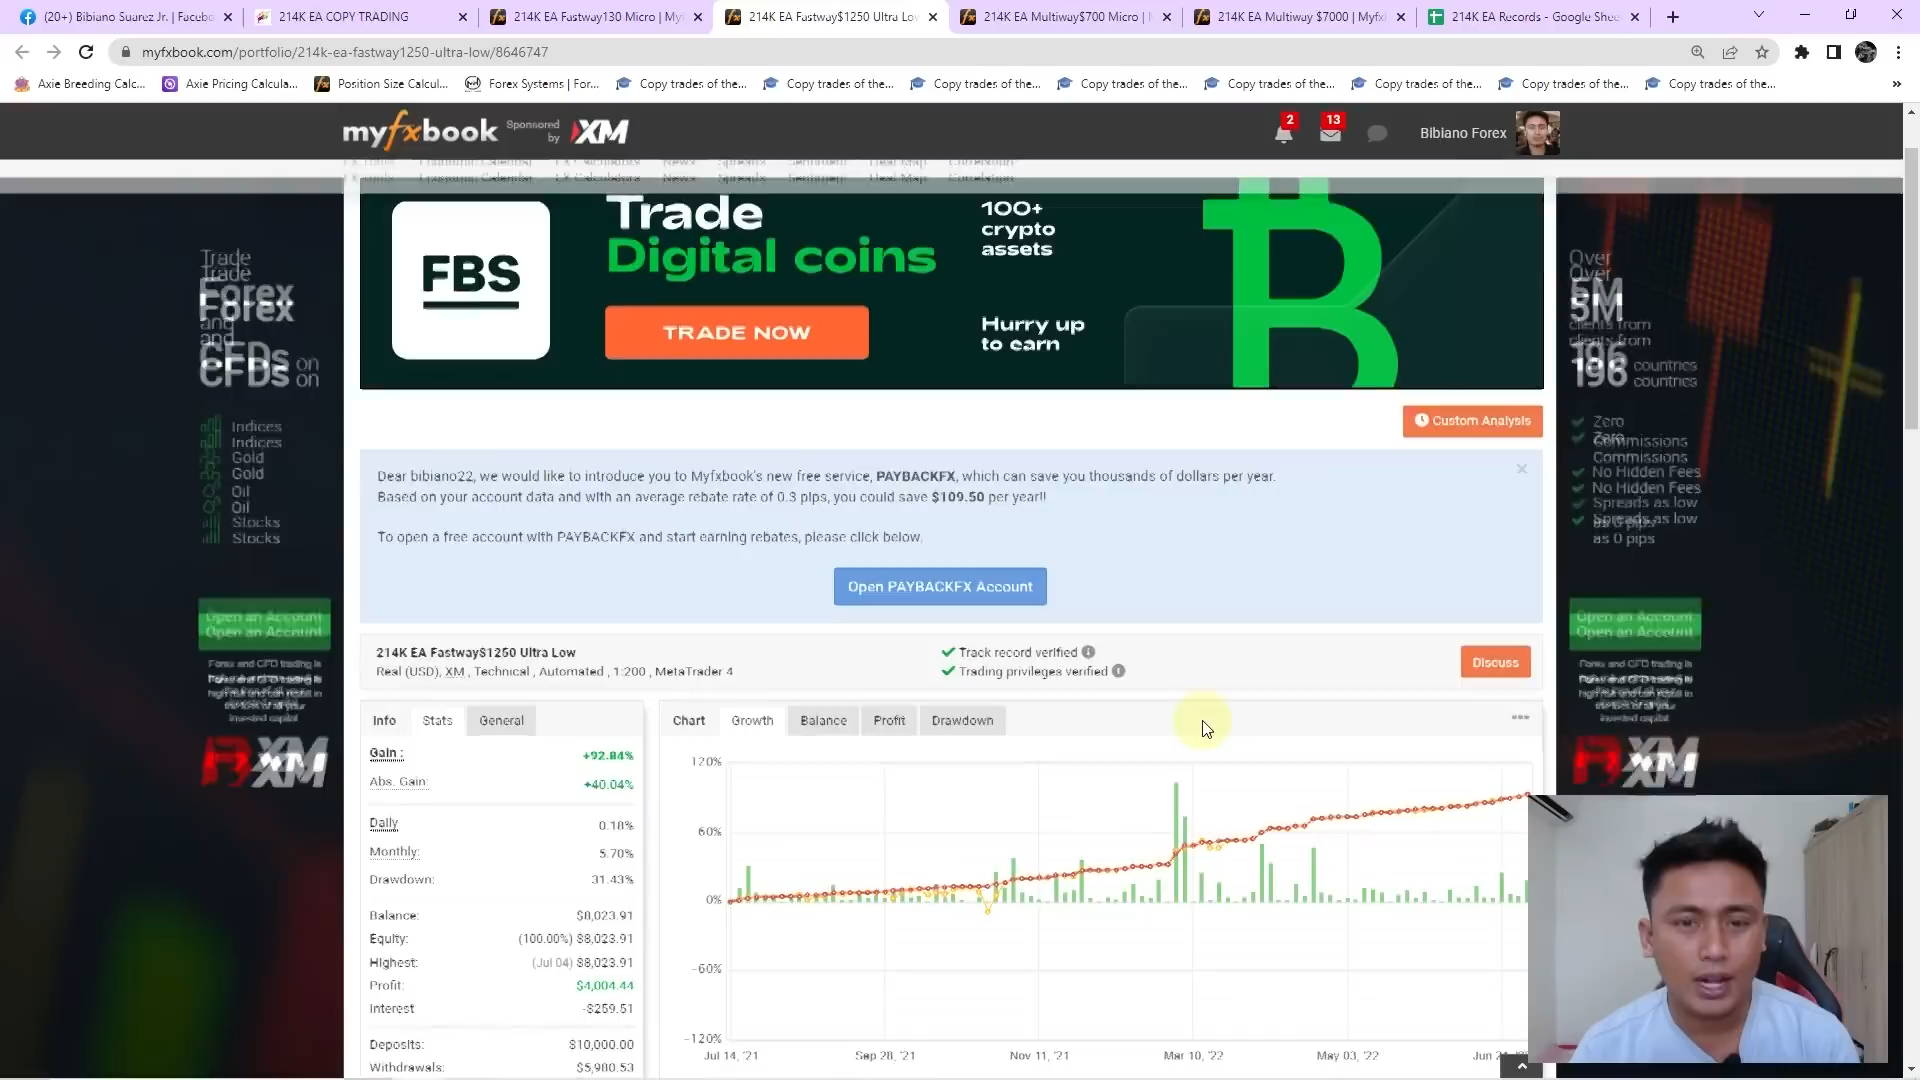 (20+) Bibiano Suarez Jr. | Facebo
214K EA COPY TRADING
214K EA Fastway130 Micro | Myf
214K EA Fastway$1250 Ultra Low
214K EA Multiway$700 Micro |
214K EA Multiway $7000 | Myfx
214K EA Records - Google Shee
myfxbook.com/portfolio/214k-ea-fastway1250-ultra-low/8646747
Axie Breeding Calc...
Axie Pricing Calcula...
Position Size Calcul...
Forex Systems | For...
Copy trades of the...
Copy trades of the...
Copy trades of the...
Copy trades of the...
Copy trades of the...
Copy trades of the...
Copy trades of the...
Copy trades of the...
myfxbook
Sponsored by XM
2
13
Bibiano Forex
FBS
Trade
Digital coins
TRADE NOW
100+
crypto
assets
Hurry up
to earn
Trade
Forex
and
CFDs on
Indices
Gold
Oil
Stocks
Open an Account
XM
Over
5M
clients from
196 countries
Zero
Commissions
No Hidden Fees
Spreads as low
as 0 pips
Open an Account
XM
Custom Analysis
Dear bibiano22, we would like to introduce you to Myfxbook's new free service, PAYBACKFX, which can save you thousands of dollars per year.
Based on your account data and with an average rebate rate of 0.3 pips, you could save $109.50 per year!!
To open a free account with PAYBACKFX and start earning rebates, please click below.
Open PAYBACKFX Account
214K EA Fastway$1250 Ultra Low
Real (USD), XM , Technical , Automated , 1:200 , MetaTrader 4
Track record verified
Trading privileges verified
Discuss
Info Stats General
Gain : +92.84%
Abs. Gain: +40.04%
Daily 0.18%
Monthly: 5.70%
Drawdown: 31.43%
Balance: $8,023.91
Equity: (100.00%) $8,023.91
Highest: (Jul 04) $8,023.91
Profit: $4,004.44
Interest -$259.51
Deposits: $10,000.00
Withdrawals: $5,980.53
Chart Growth Balance Profit Drawdown
120%
60%
0%
-60%
-120%
Jul 14, '21
Sep 28, '21
Nov 11, '21
Mar 10, '22
May 03, '22